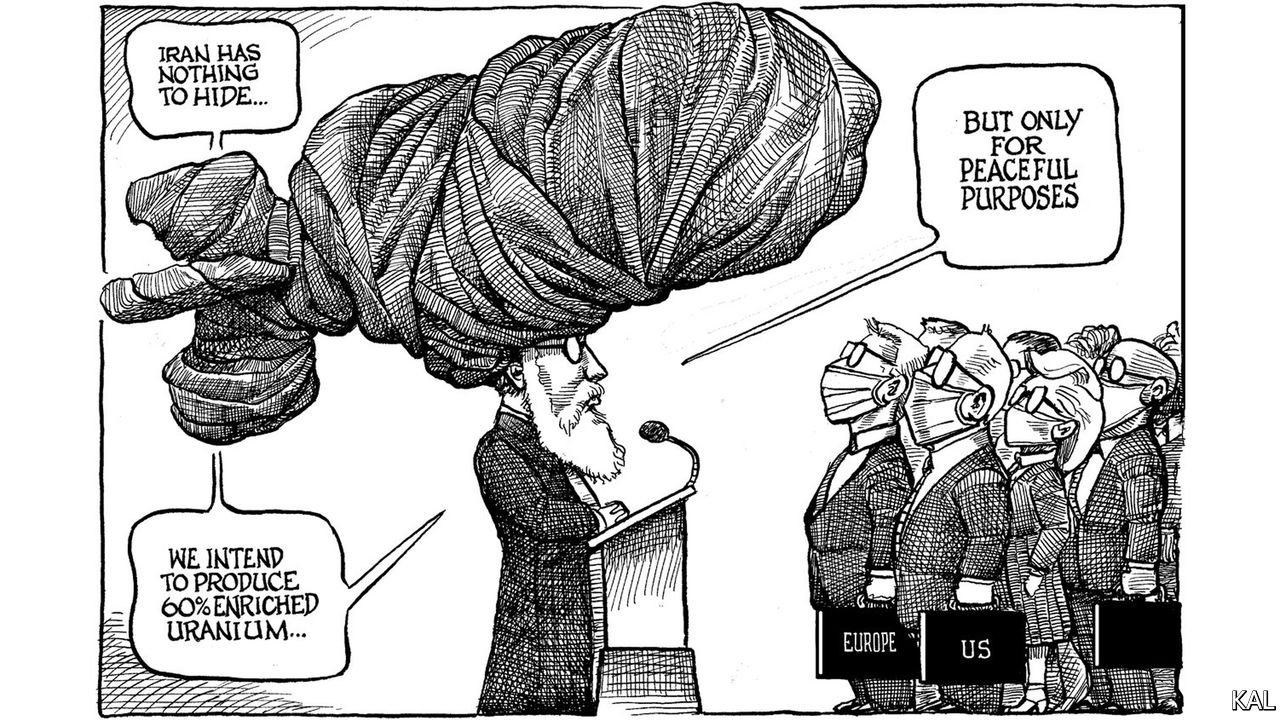 IRAN HAS
NOTHING
TO HIDE...
WE INTEND
TO PRODUCE
60% ENRICHED
URANIUM...
BUT ONLY
FOR
PEACEFUL
PURPOSES
EUROPE
US
KAL